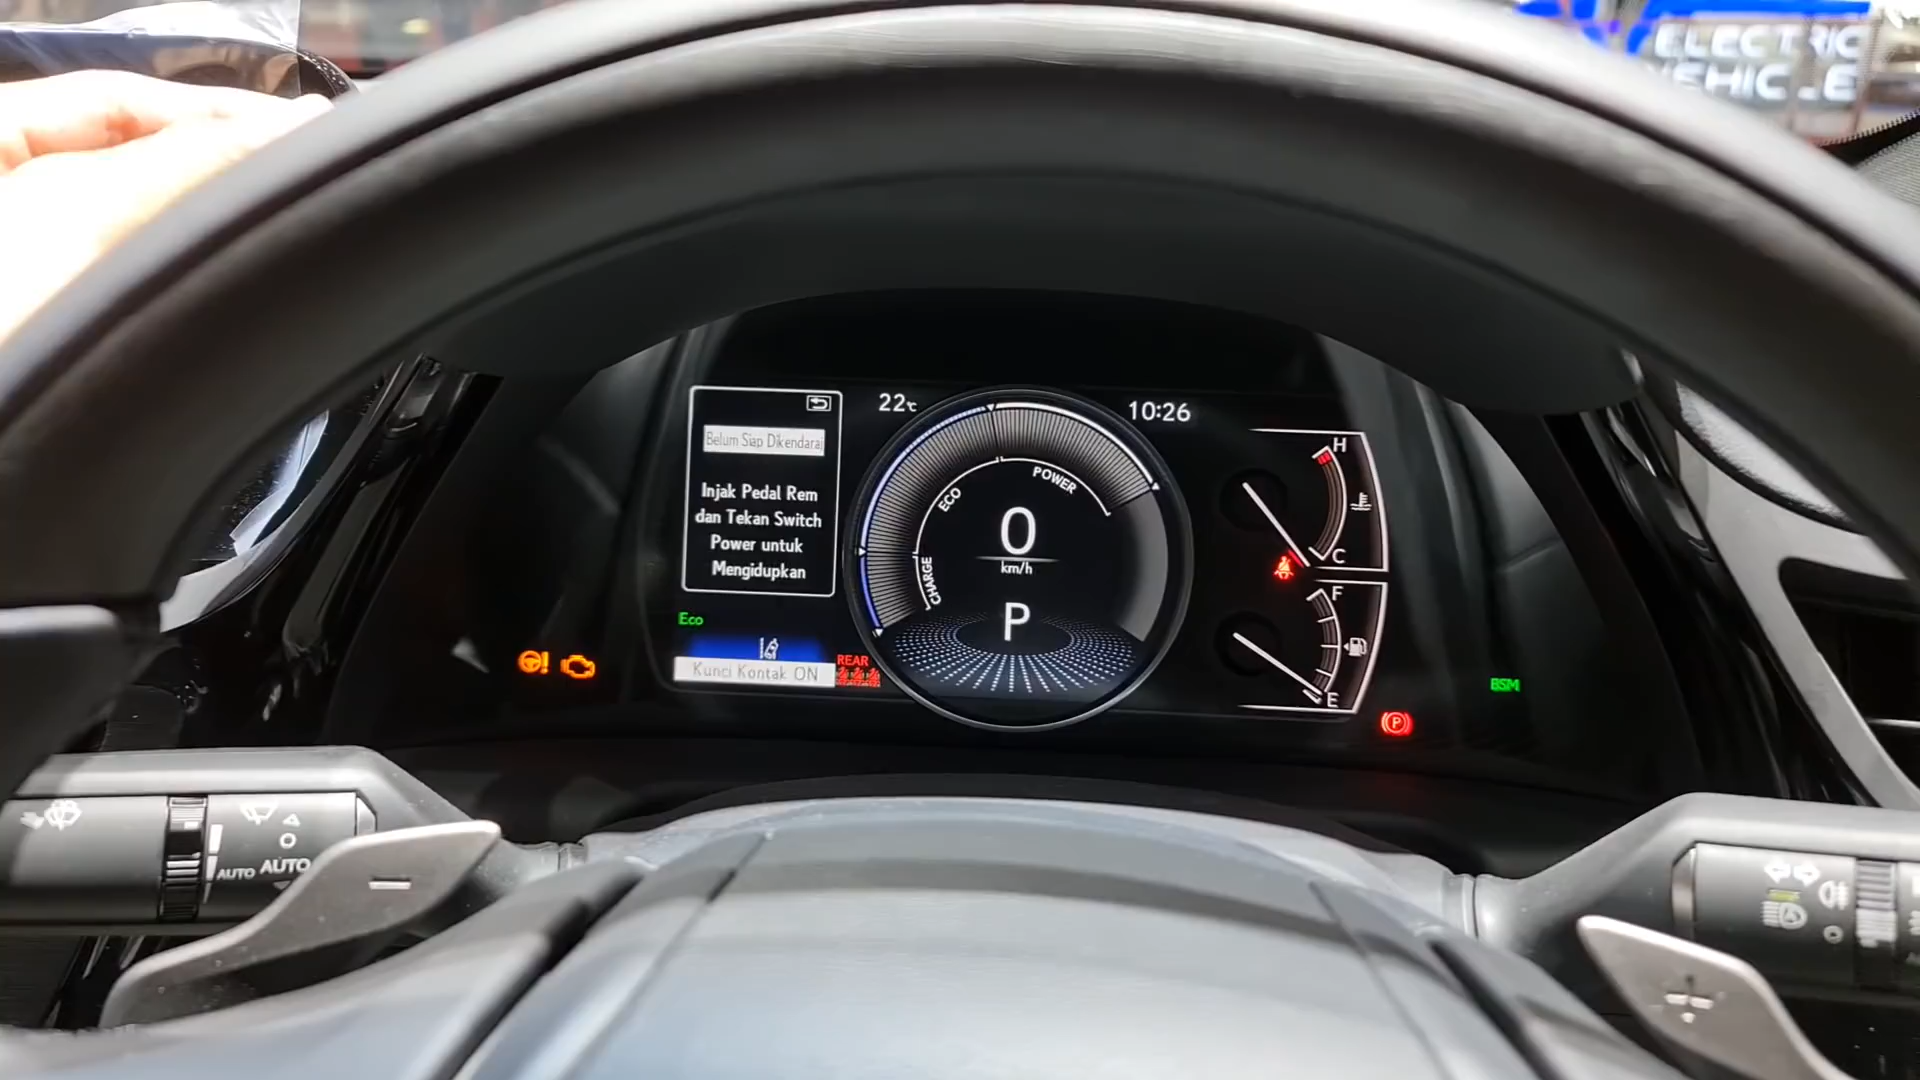 ELECTRIC
VEHICLE
22°C
10:26
Belum Siap Dikendarai
Injak Pedal Rem
dan Tekan Switch
Power untuk
Mengidupkan
Eco
Kunci Kontak ON
REAR
CHARGE
ECO
POWER
0
km/h
P
H
C
F
E
P
BSM
AUTO
AUTO